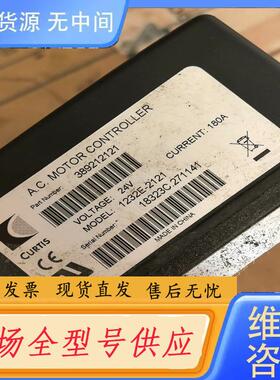 货源 无中间
A.C. MOTOR CONTROLLER
Part Number:
389212121
VOLTAGE: 24V
CURRENT: 180A
MODEL: 1232E-2121
18323C.271141
Serial Number:
MADE IN CHINA
CURTIS
发票 现货直发 售后无忧
场全型号供应
维
咨